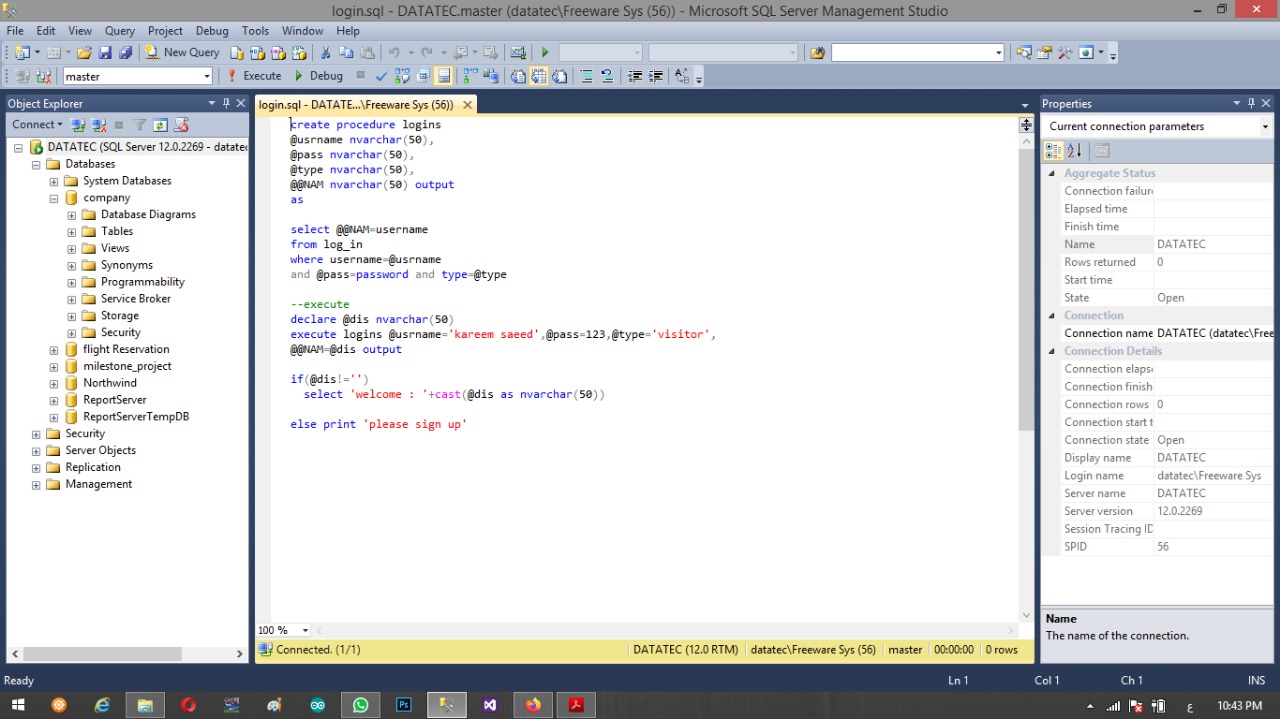 login.sql - DATATEC.master (datatec\Freeware Sys (56)) - Microsoft SQL Server Management Studio
File Edit View Query Project Debug Tools Window Help
New Query
master Execute Debug
Object Explorer
Connect
DATATEC (SQL Server 12.0.2269 - datatec
Databases
System Databases
company
Database Diagrams
Tables
Views
Synonyms
Programmability
Service Broker
Storage
Security
flight Reservation
milestone_project
Northwind
ReportServer
ReportServerTempDB
Security
Server Objects
Replication
Management
login.sql - DATATE...\Freeware Sys (56))
create procedure logins
@usrname nvarchar(50),
@pass nvarchar(50),
@type nvarchar(50),
@@NAM nvarchar(50) output
as
select @@NAM=username
from log_in
where username=@usrname
and @pass=password and type=@type
--execute
declare @dis nvarchar(50)
execute logins @usrname='kareem saeed',@pass=123,@type='visitor',
@@NAM=@dis output
if(@dis!='')
select 'welcome : '+cast(@dis as nvarchar(50))
else print 'please sign up'
100 %
Connected. (1/1) DATATEC (12.0 RTM) datatec\Freeware Sys (56) master 00:00:00 0 rows
Properties
Current connection parameters
Aggregate Status
Connection failure
Elapsed time
Finish time
Name DATATEC
Rows returned 0
Start time
State Open
Connection
Connection name DATATEC (datatec\Free
Connection Details
Connection elaps
Connection finish
Connection rows 0
Connection start t
Connection state Open
Display name DATATEC
Login name datatec\Freeware Sys
Server name DATATEC
Server version 12.0.2269
Session Tracing ID
SPID 56
Name
The name of the connection.
Ready Ln 1 Col 1 Ch 1 INS
Ps ع 10:43 PM